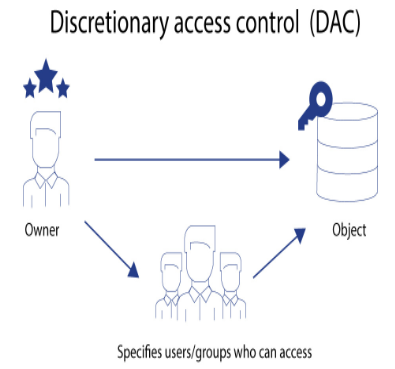 Discretionary access control (DAC)
Owner
Object
Specifies users/groups who can access